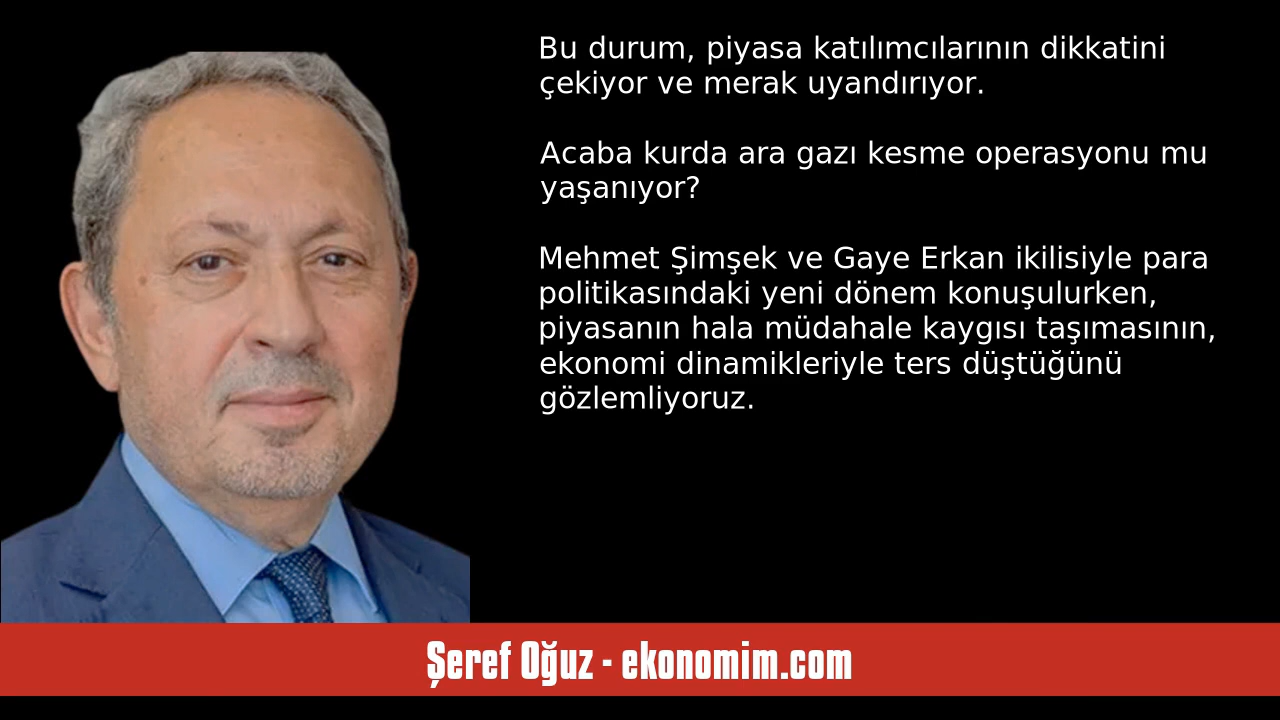 Bu durum, piyasa katılımcılarının dikkatini
çekiyor ve merak uyandırıyor.
Acaba kurda ara gazı kesme operasyonu mu
yaşanıyor?
Mehmet Şimşek ve Gaye Erkan ikilisiyle para
politikasındaki yeni dönem konuşulurken,
piyasanın hala müdahale kaygısı taşımasının,
ekonomi dinamikleriyle ters düştüğünü
gözlemliyoruz.
Şeref Oğuz - ekonomim.com